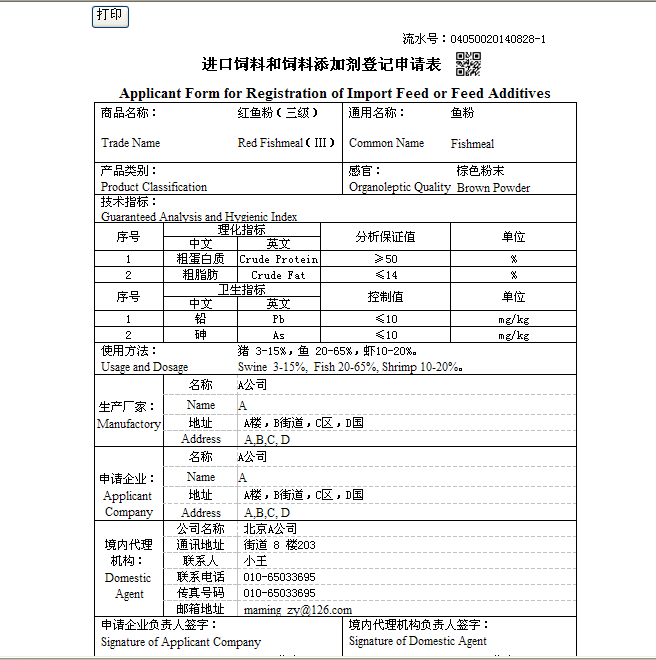 打印
流水号：04050020140828-1
进口饲料和饲料添加剂登记申请表
Applicant Form for Registration of Import Feed or Feed Additives
商品名称： 红鱼粉（三级） 通用名称： 鱼粉
Trade Name Red Fishmeal（III） Common Name Fishmeal
产品类别： 感官： 棕色粉末
Product Classification Organoleptic Quality Brown Powder
技术指标：
Guaranteed Analysis and Hygienic Index
序号 理化指标 分析保证值 单位
中文 英文
1 粗蛋白质 Crude Protein ≥50 %
2 粗脂肪 Crude Fat ≤14 %
序号 卫生指标 控制值 单位
中文 英文
1 铅 Pb ≤10 mg/kg
2 砷 As ≤10 mg/kg
使用方法： 猪 3-15%，鱼 20-65%，虾10-20%。
Usage and Dosage Swine 3-15%, Fish 20-65%, Shrimp 10-20%。
生产厂家： 名称 A公司
Manufactory Name A
地址 A楼，B街道，C区，D国
Address A,B,C, D
申请企业： 名称 A公司
Applicant Name A
Company 地址 A楼，B街道，C区，D国
Address A,B,C, D
境内代理 公司名称 北京A公司
机构： 通讯地址 街道 8 楼203
Domestic 联系人 小王
Agent 联系电话 010-65033695
传真号码 010-65033695
邮箱地址 maming_zy@126.com
申请企业负责人签字： 境内代理机构负责人签字：
Signature of Applicant Company Signature of Domestic Agent